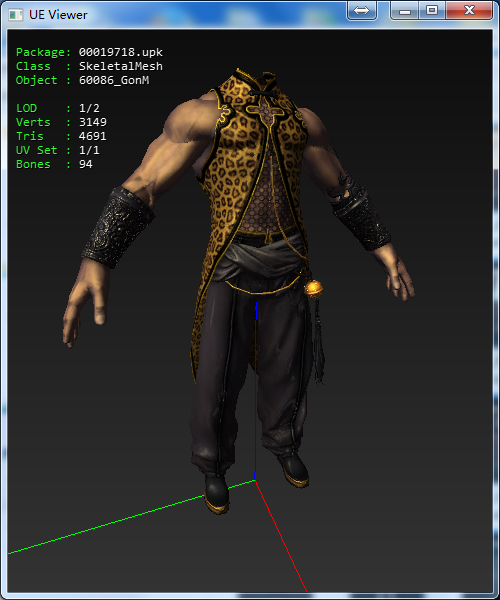 UE Viewer
Package: 00019718.upk
Class : SkeletalMesh
Object : 60086_GonM
LOD : 1/2
Verts : 3149
Tris : 4691
UV Set : 1/1
Bones : 94